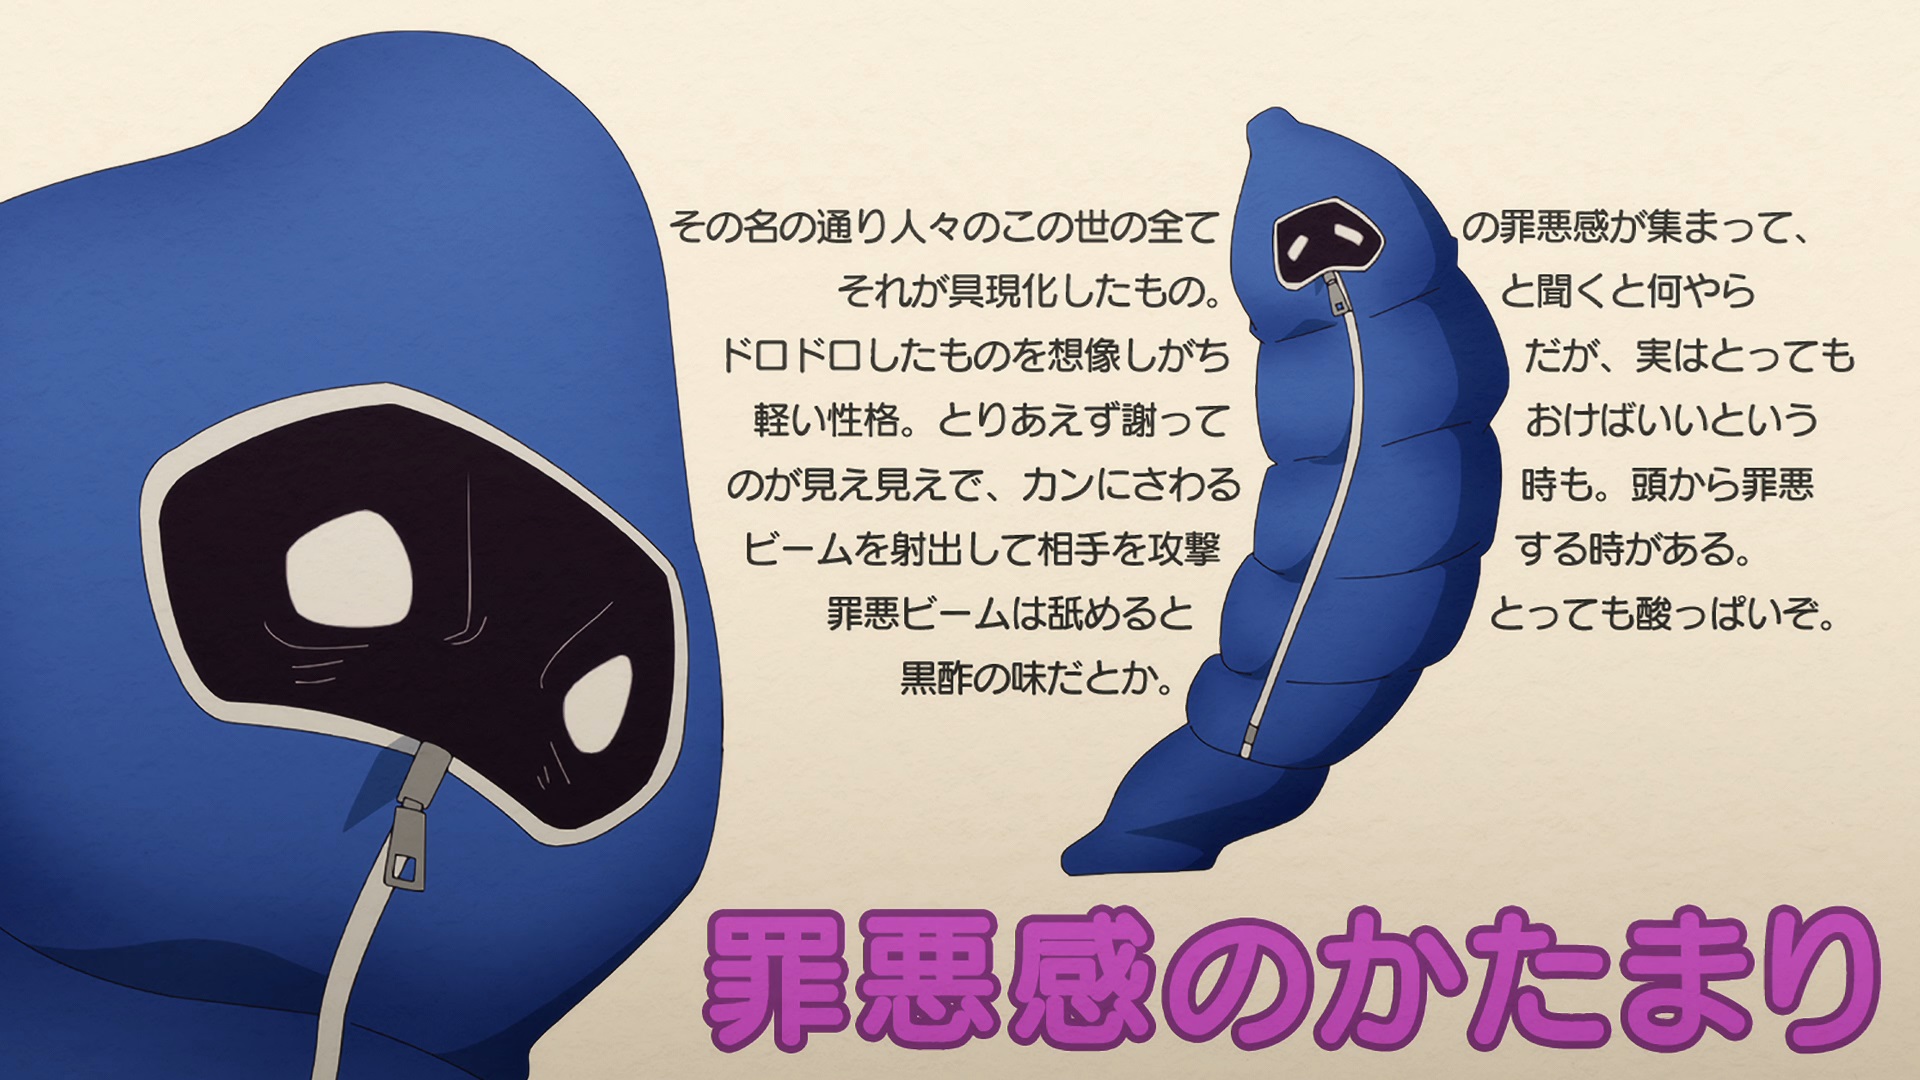 その名の通り人々のこの世の全ての罪悪感が集まって、
それが具現化したもの。と聞くと何やら
ドロドロしたものを想像しがちだが、実はとっても
軽い性格。とりあえず謝っておけばいいという
のが見え見えで、カンにさわる時も。頭から罪悪
ビームを射出して相手を攻撃する時がある。
罪悪ビームは舐めるととっても酸っぱいぞ。
黒酢の味だとか。
罪悪感のかたまり